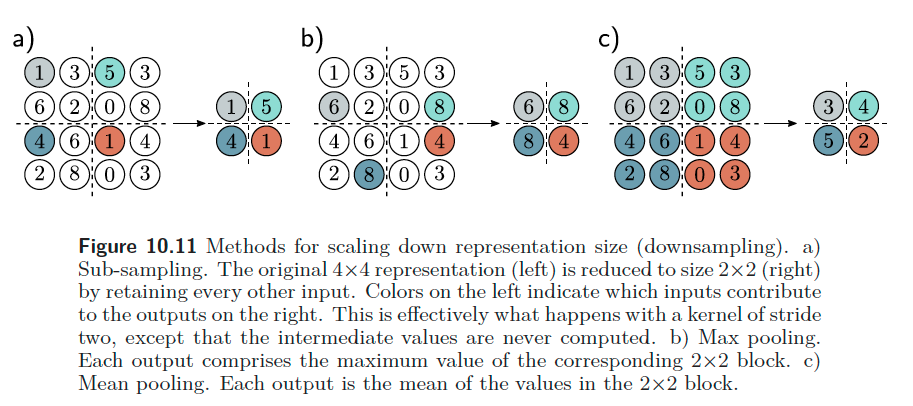 a) b) c)
1 3 5 3 1 3 5 3 1 3 5 3
6 2 0 8 1 5 6 2 0 8 6 8 6 2 0 8 3 4
4 6 1 4 4 1 4 6 1 4 8 4 4 6 1 4 5 2
2 8 0 3 2 8 0 3 2 8 0 3
Figure 10.11 Methods for scaling down representation size (downsampling). a)
Sub-sampling. The original 4×4 representation (left) is reduced to size 2×2 (right)
by retaining every other input. Colors on the left indicate which inputs contribute
to the outputs on the right. This is effectively what happens with a kernel of stride
two, except that the intermediate values are never computed. b) Max pooling.
Each output comprises the maximum value of the corresponding 2×2 block. c)
Mean pooling. Each output is the mean of the values in the 2×2 block.